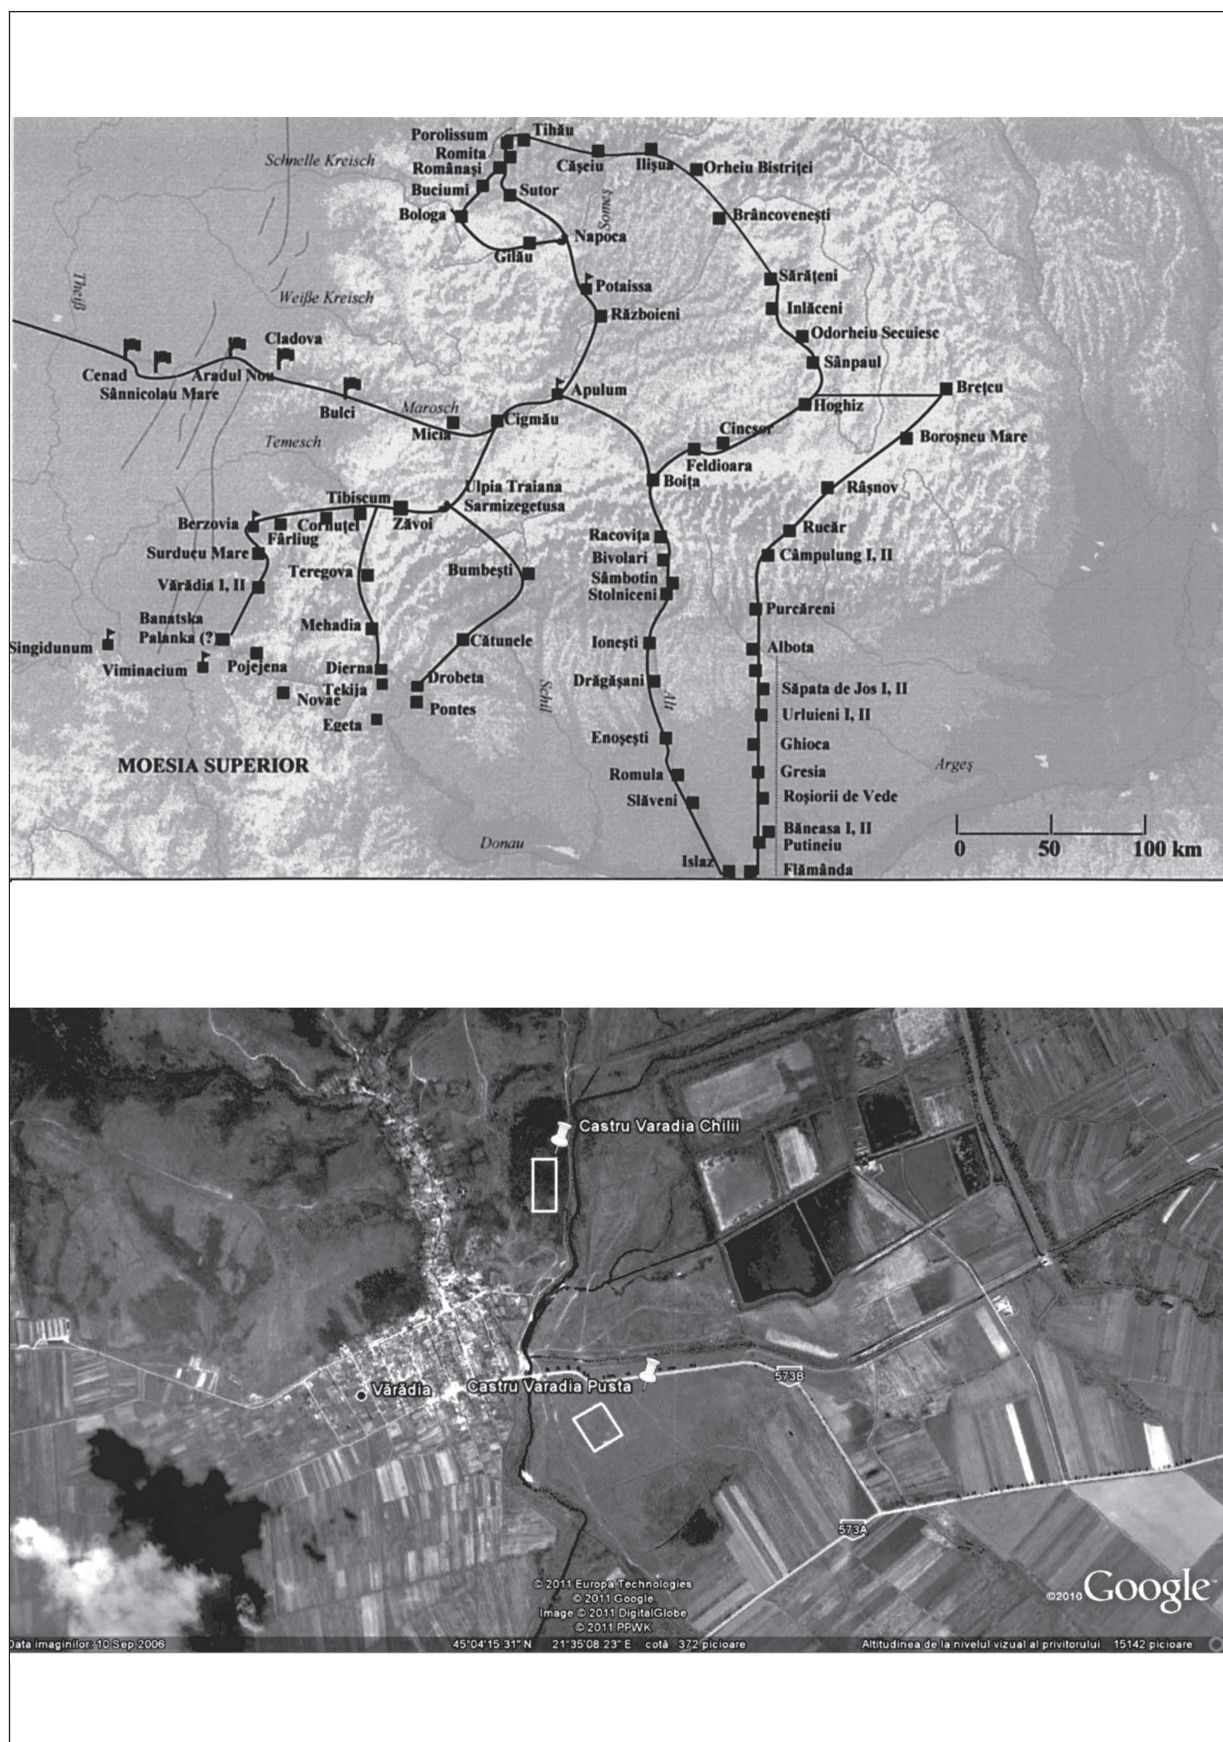 Porolissum
Tihău
Romita
Românași
Cășeiu
Ilișua
Orheiu Bistriței
Schnelle Kreisch
Buciumi
Sutor
Someș
Bologa
Brâncovenești
Napoca
Gilău
Theiß
Weiße Kreisch
Potaissa
Sărățeni
Războieni
Inlăceni
Odorheiu Secuiesc
Cladova
Sânpaul
Cenad
Aradul Nou
Sânnicolau Mare
Apulum
Brețcu
Bulci
Marosch
Hoghiz
Cigmău
Micia
Temesch
Cincșor
Boroșneu Mare
Feldioara
Boița
Ulpia Traiana
Sarmizegetusa
Râșnov
Tibiscum
Berzovia
Cornuțel
Zăvoi
Fârliug
Racovița
Rucăr
Surducu Mare
Bivolari
Câmpulung I, II
Teregova
Bumbești
Vărădia I, II
Sâmbotin
Stolniceni
Purcăreni
Banatska
Palanka (?)
Mehadia
Cătunele
Ionești
Albota
Singidunum
Viminacium
Pojejena
Dierna
Drobeta
Drăgășani
Tekija
Săpata de Jos I, II
Novae
Pontes
Schil
Alt
Urluieni I, II
Egeta
Enoșești
Ghioca
MOESIA SUPERIOR
Argeș
Romula
Gresia
Slăveni
Roșiorii de Vede
Băneasa I, II
Donau
Putineiu
0 50 100 km
Islaz
Flămânda
Castru Varadia Chilii
573B
Castru Varadia Pusta
Vărădia
573A
© 2011 Europa Technologies
© 2011 Google
Image © 2011 DigitalGlobe
© 2011 PPWK
©2010 Google
Data imaginilor: 10 Sep 2006 45°04'15.31" N 21°35'08.23" E cotă 372 picioare Altitudinea de la nivelul vizual al privitorului 15142 picioare